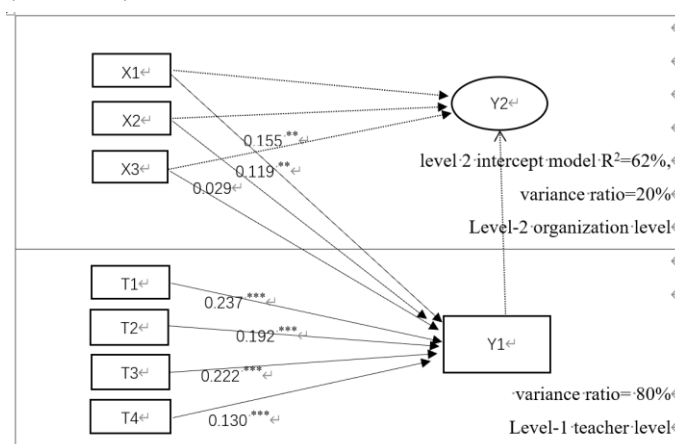 X1
X2
X3
Y2
0.155 **
0.119 **
0.029
level 2 intercept model R²=62%,
variance ratio=20%
Level-2 organization level
T1
T2
T3
T4
0.237 ***
0.192 ***
0.222 ***
0.130 ***
Y1
variance ratio= 80%
Level-1 teacher level